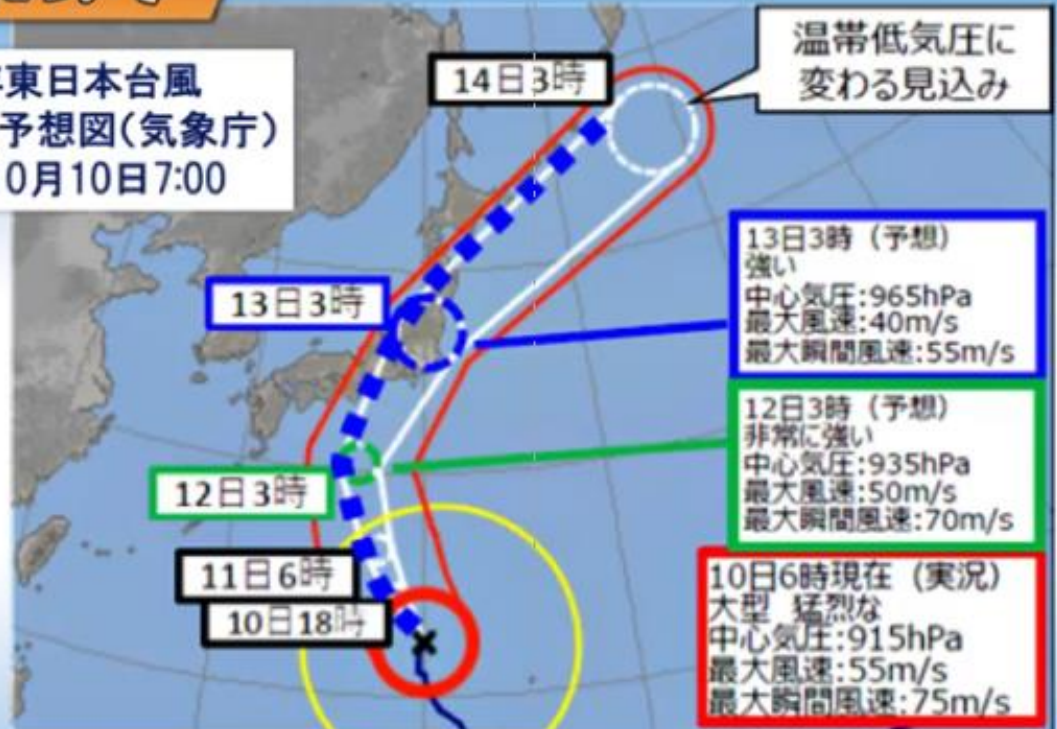 東日本台風
予想図(気象庁)
0月10日7:00
14日3時
温帯低気圧に
変わる見込み
13日3時
13日3時 (予想)
強い
中心気圧:965hPa
最大風速:40m/s
最大瞬間風速:55m/s
12日3時
12日3時 (予想)
非常に強い
中心気圧:935hPa
最大風速:50m/s
最大瞬間風速:70m/s
11日6時
10日18時
10日6時現在 (実況)
大型 猛烈な
中心気圧:915hPa
最大風速:55m/s
最大瞬間風速:75m/s